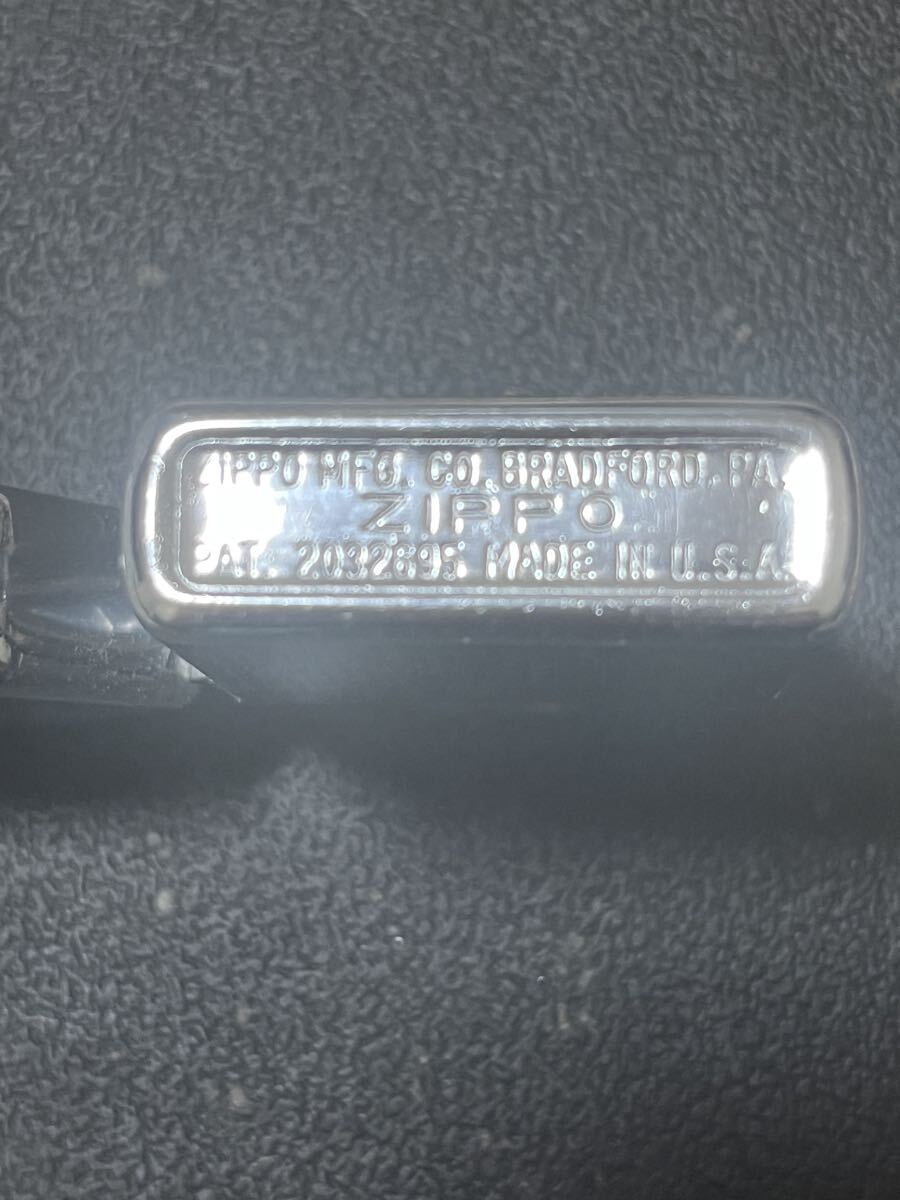 ZIPPO MFG. CO. BRADFORD, PA.
ZIPPO
PAT. 2032695 MADE IN U.S.A.